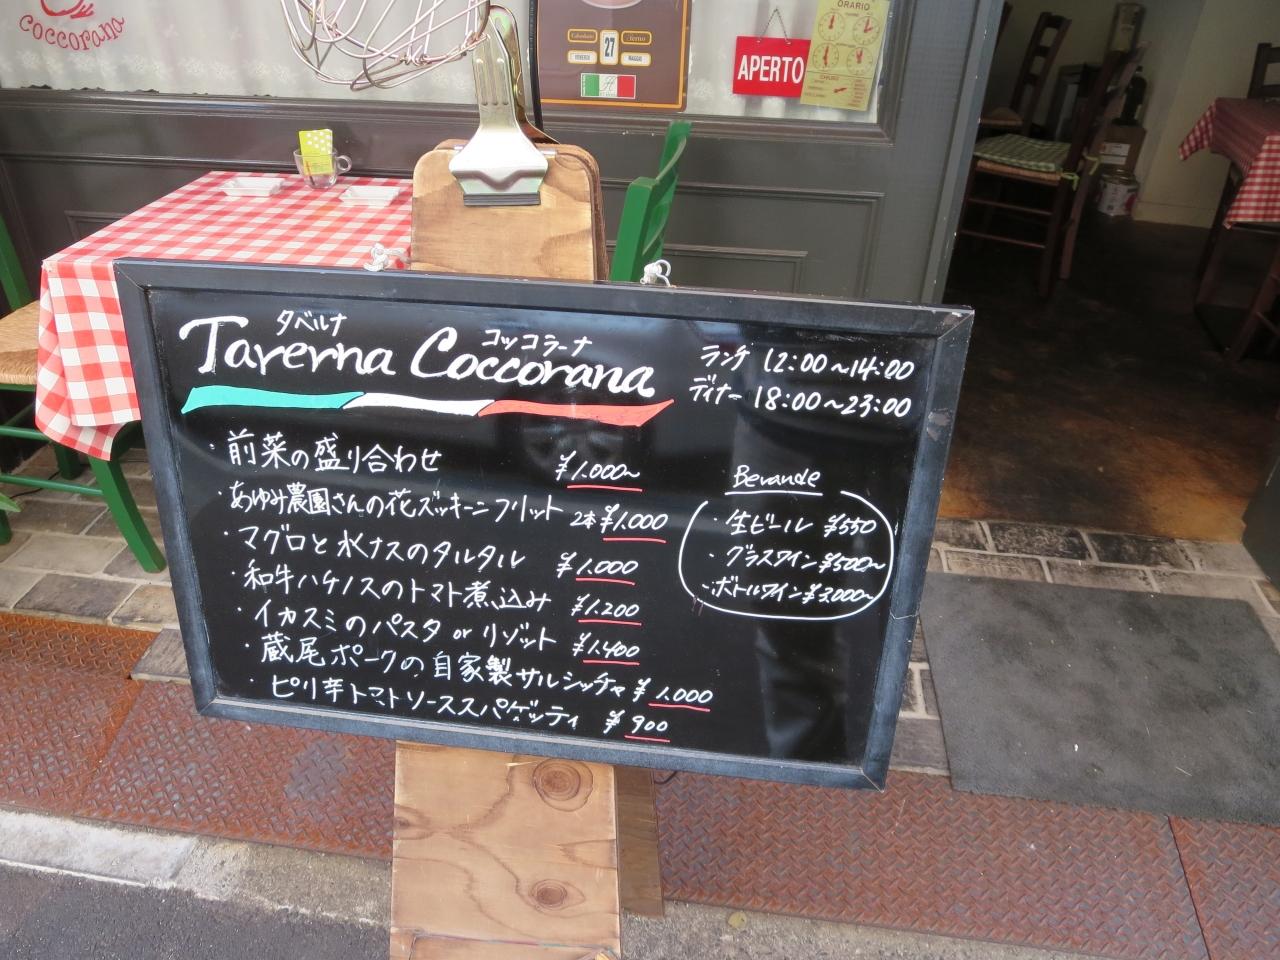 coccorana
ORARIO
27
VENERDI
MAGGIO
APERTO
タベルナ コッコラーナ
Taverna Coccorana
ランチ 12:00～14:00
ディナー 18:00～23:00
・前菜の盛り合わせ ¥1.000～
・あゆみ農園さんの花ズッキーニフリット 2本¥1.000
・マグロと水ナスのタルタル ¥1.000
・和牛ハチノスのトマト煮込み ¥1.200
・イカスミのパスタ or リゾット ¥1.400
・蔵尾ポークの自家製サルシッチャ ¥1.000
・ピリ辛トマトソーススパゲッティ ¥900
Bevande
・生ビール ¥550
・グラスワイン ¥500～
・ボトルワイン ¥3.000～